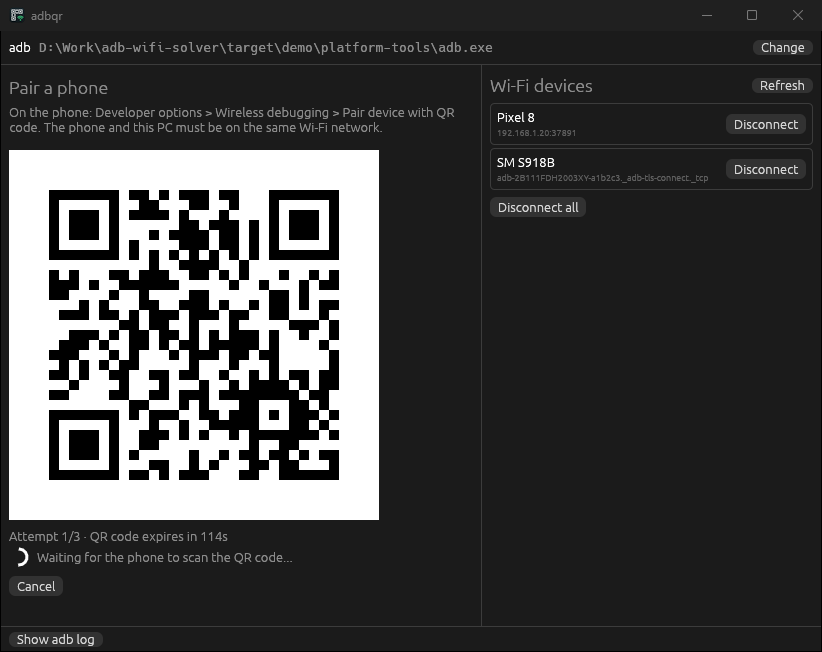 adbqr
adb D:\Work\adb-wifi-solver\target\demo\platform-tools\adb.exe
Change
Pair a phone
On the phone: Developer options > Wireless debugging > Pair device with QR
code. The phone and this PC must be on the same Wi-Fi network.
Attempt 1/3 · QR code expires in 114s
Waiting for the phone to scan the QR code...
Cancel
Wi-Fi devices
Refresh
Pixel 8
192.168.1.20:37891
Disconnect
SM S918B
adb-2B111FDH2003XY-a1b2c3._adb-tls-connect._tcp
Disconnect
Disconnect all
Show adb log